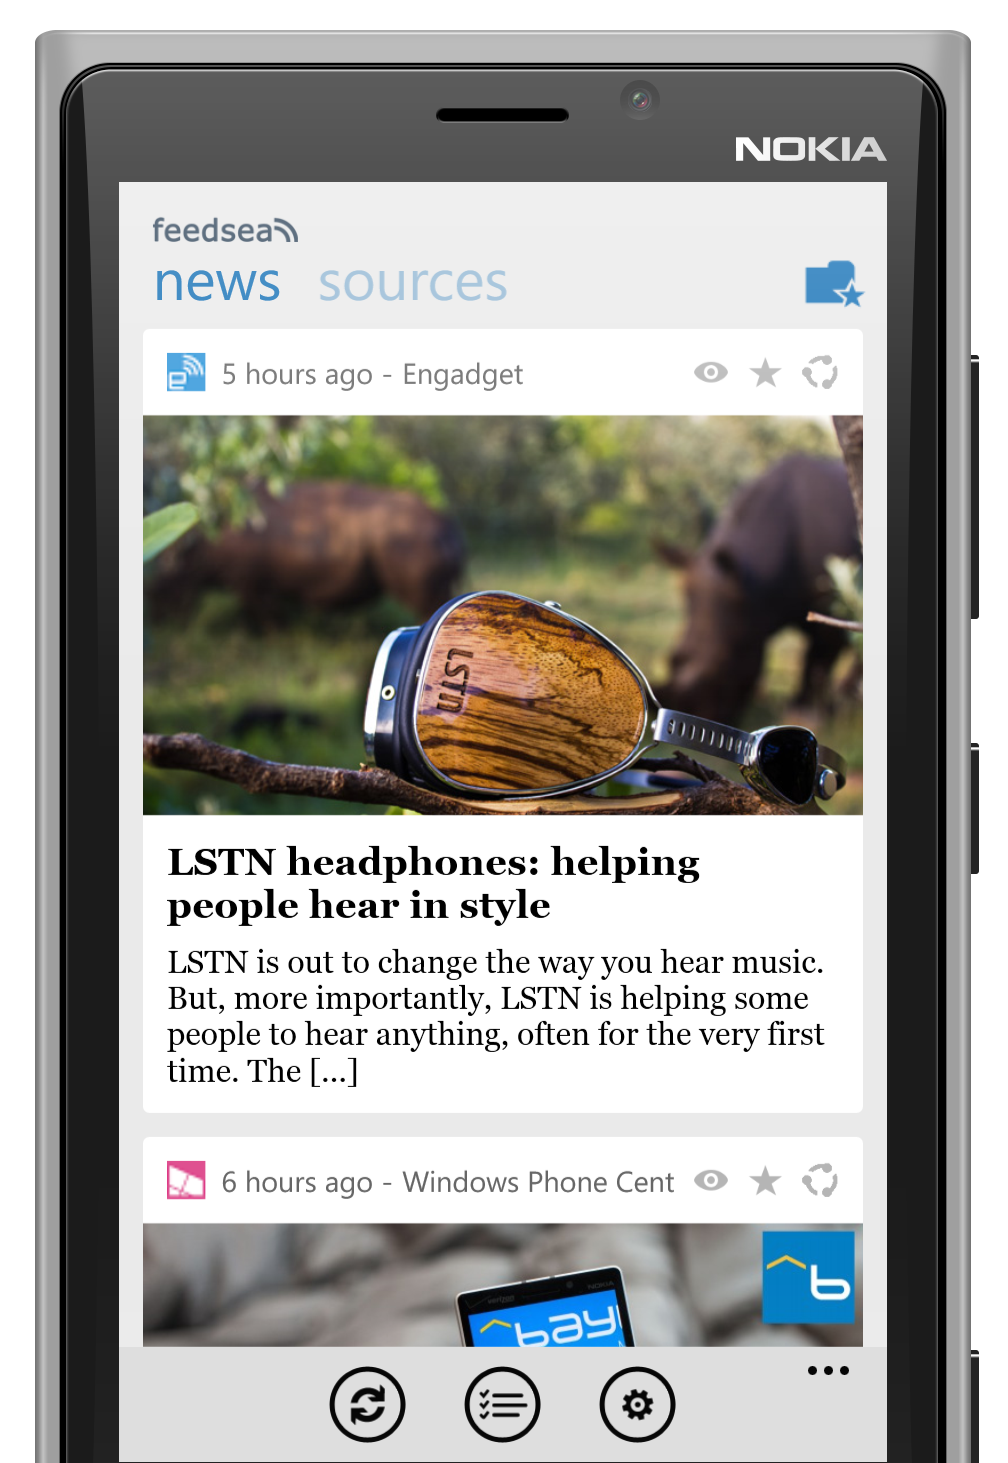 NOKIA
feedsea
news sources
5 hours ago - Engadget
LSTN
LSTN headphones: helping
people hear in style
LSTN is out to change the way you hear music.
But, more importantly, LSTN is helping some
people to hear anything, often for the very first
time. The [...]
6 hours ago - Windows Phone Cent
b
verizon NOKIA
bay